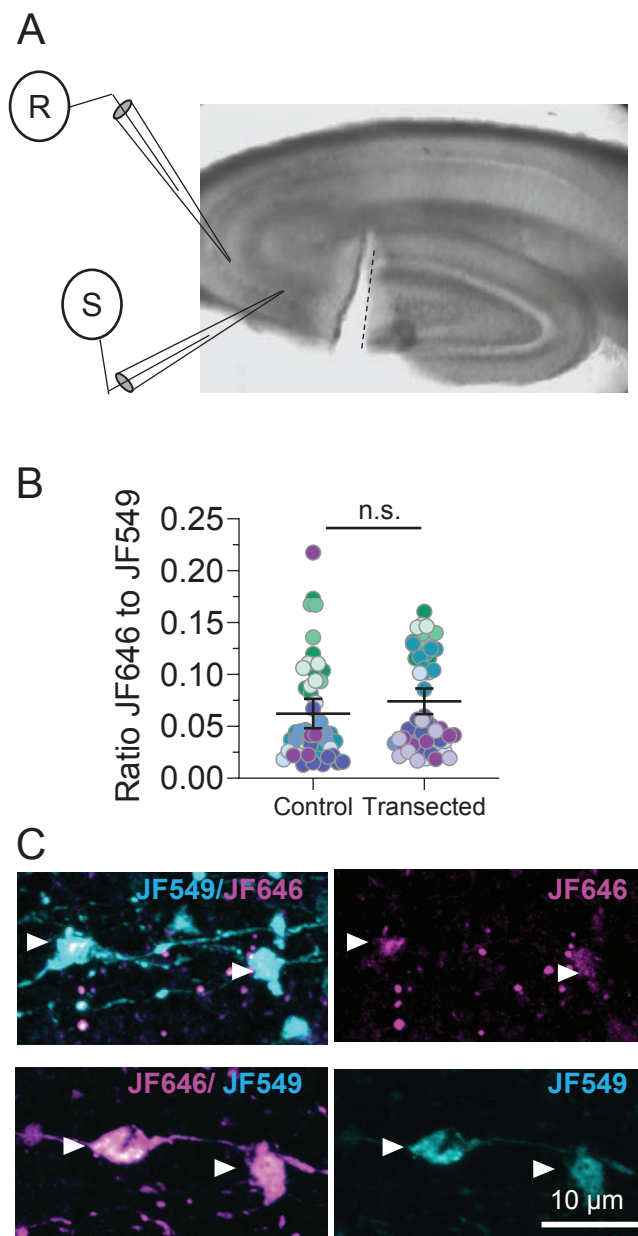 A
R
S
B
Ratio JF646 to JF549
n.s.
0.25
0.20
0.15
0.10
0.05
0.00
Control Transected
C
JF549/JF646
JF646
JF646/ JF549
JF549
10 µm